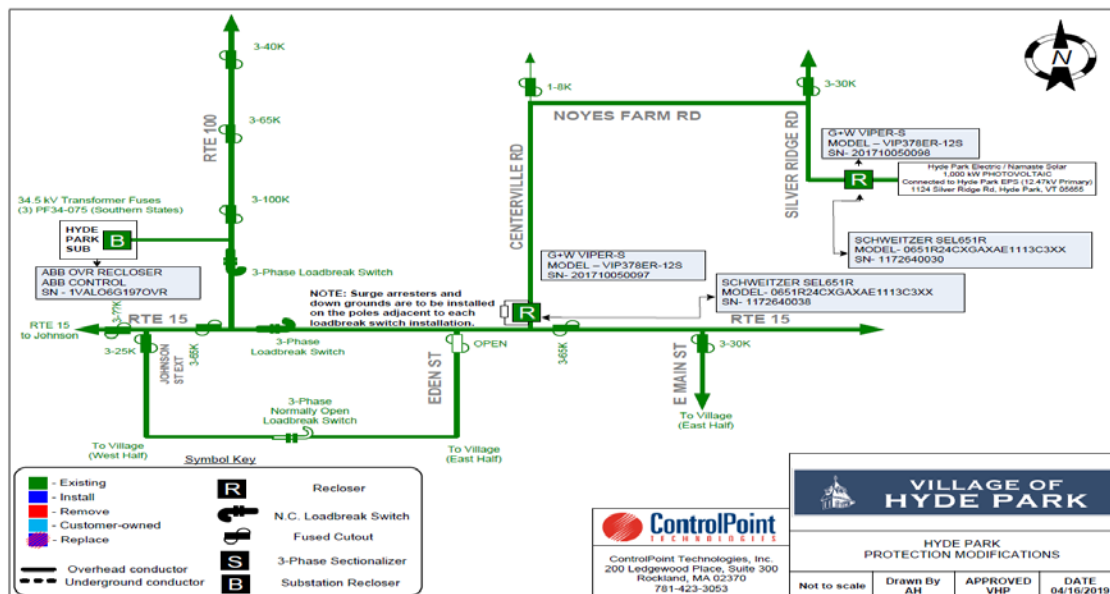 3-40K
3-65K
RTE 100
3-100K
34.5 kV Transformer Fuses
(3) PF34-075 (Southern States)
HYDE
PARK
SUB
B
ABB OVR RECLOSER
ABB CONTROL
SN - 1VALO6G197OVR
3-Phase Loadbreak Switch
3-??K
RTE 15
to Johnson
RTE 15
3-25K
JOHNSON
ST EXT
3-65K
3-Phase
Loadbreak Switch
NOTE: Surge arresters and
down grounds are to be installed
on the poles adjacent to each
loadbreak switch installation.
1-8K
NOYES FARM RD
CENTERVILLE RD
3-30K
SILVER RIDGE RD
N
G+W VIPER-S
MODEL – VIP378ER-12S
SN- 201710050098
R
Hyde Park Electric / Namaste Solar
1,000 kW PHOTOVOLTAIC
Connected to Hyde Park EPS (12.47kV Primary)
1124 Silver Ridge Rd, Hyde Park, VT 05655
SCHWEITZER SEL651R
MODEL- 0651R24CXGAXAE1113C3XX
SN- 1172640030
G+W VIPER-S
MODEL – VIP378ER-12S
SN- 201710050097
SCHWEITZER SEL651R
MODEL- 0651R24CXGAXAE1113C3XX
SN- 1172640038
R
RTE 15
OPEN
EDEN ST
3-65K
E MAIN ST
3-30K
To Village
(East Half)
3-Phase
Normally Open
Loadbreak
Switch
To Village
(West Half)
To Village
(East Half)
Symbol Key
- Existing
- Install
- Remove
- Customer-owned
- Replace
Overhead conductor
Underground conductor
R Recloser
N.C. Loadbreak Switch
Fused Cutout
S 3-Phase Sectionalizer
B Substation Recloser
ControlPoint
TECHNOLOGIES
ControlPoint Technologies, Inc.
200 Ledgewood Place, Suite 300
Rockland, MA 02370
781-423-3053
VILLAGE OF
HYDE PARK
HYDE PARK
PROTECTION MODIFICATIONS
Not to scale
Drawn By
AH
APPROVED
VHP
DATE
04/16/2019